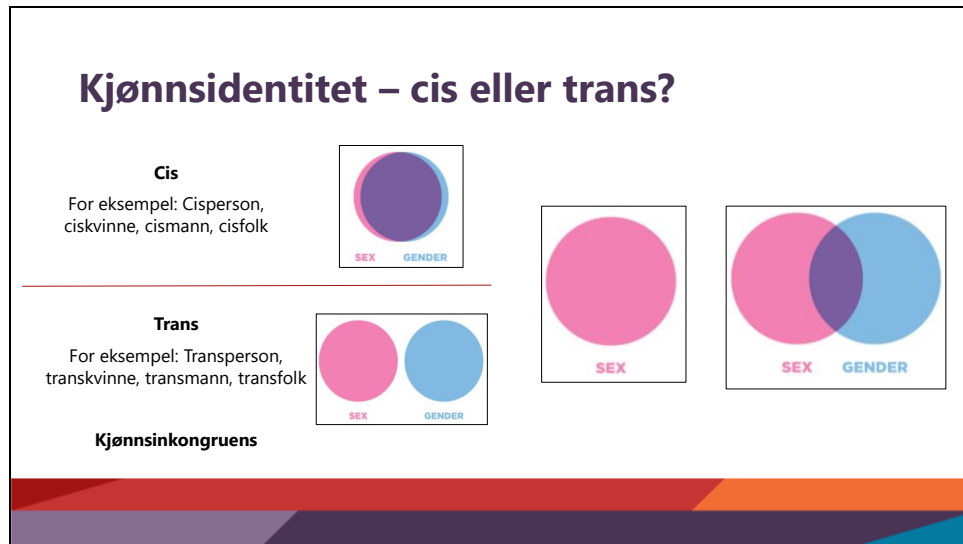 Kjønnsidentitet – cis eller trans?
Cis
For eksempel: Cisperson,
ciskvinne, cismann, cisfolk
SEX GENDER
Trans
For eksempel: Transperson,
transkvinne, transmann, transfolk
SEX GENDER
Kjønnsinkongruens
SEX
SEX GENDER